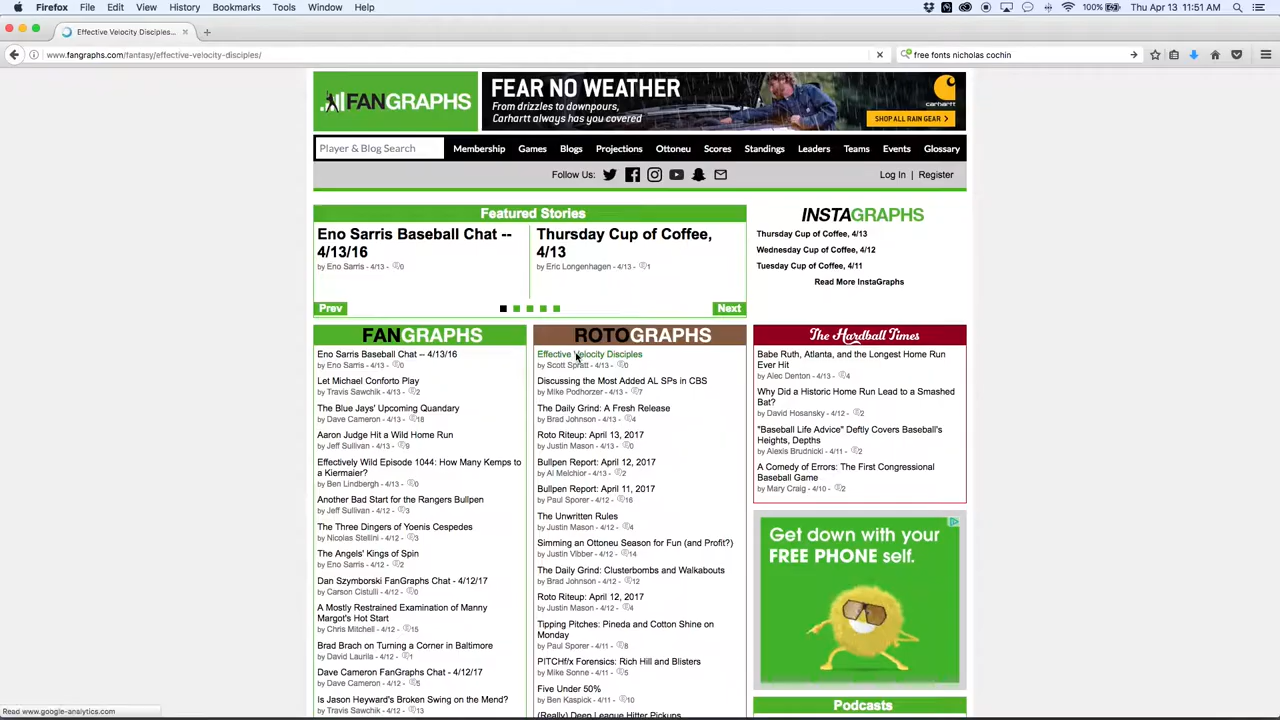 Firefox File Edit View History Bookmarks Tools Window Help
100% Thu Apr 13 11:51 AM
Effective Velocity Disciples...
www.fangraphs.com/fantasy/effective-velocity-disciples/
free fonts nicholas cochin
FANGRAPHS
FEAR NO WEATHER
From drizzles to downpours,
Carhartt always has you covered
carhartt
SHOP ALL RAIN GEAR >
Player & Blog Search
Membership Games Blogs Projections Ottoneu Scores Standings Leaders Teams Events Glossary
Follow Us:
Log In | Register
Featured Stories
Eno Sarris Baseball Chat --
4/13/16
by Eno Sarris - 4/13 - 0
Thursday Cup of Coffee,
4/13
by Eric Longenhagen - 4/13 - 1
Prev
Next
INSTAGRAPHS
Thursday Cup of Coffee, 4/13
Wednesday Cup of Coffee, 4/12
Tuesday Cup of Coffee, 4/11
Read More InstaGraphs
FANGRAPHS
Eno Sarris Baseball Chat -- 4/13/16
by Eno Sarris - 4/13 - 0
Let Michael Conforto Play
by Travis Sawchik - 4/13 - 2
The Blue Jays' Upcoming Quandary
by Dave Cameron - 4/13 - 18
Aaron Judge Hit a Wild Home Run
by Jeff Sullivan - 4/13 - 9
Effectively Wild Episode 1044: How Many Kemps to
a Kiermaier?
by Ben Lindbergh - 4/13 - 0
Another Bad Start for the Rangers Bullpen
by Jeff Sullivan - 4/12 - 3
The Three Dingers of Yoenis Cespedes
by Nicolas Stellini - 4/12 - 3
The Angels' Kings of Spin
by Eno Sarris - 4/12 - 2
Dan Szymborski FanGraphs Chat - 4/12/17
by Carson Cistulli - 4/12 - 0
A Mostly Restrained Examination of Manny
Margot's Hot Start
by Chris Mitchell - 4/12 - 15
Brad Brach on Turning a Corner in Baltimore
by David Laurila - 4/12 - 1
Dave Cameron FanGraphs Chat - 4/12/17
by Dave Cameron - 4/12 - 5
Is Jason Heyward's Broken Swing on the Mend?
by Travis Sawchik - 4/12 - 13
ROTOGRAPHS
Effective Velocity Disciples
by Scott Spratt - 4/13 - 0
Discussing the Most Added AL SPs in CBS
by Mike Podhorzer - 4/13 - 7
The Daily Grind: A Fresh Release
by Brad Johnson - 4/13 - 4
Roto Riteup: April 13, 2017
by Justin Mason - 4/13 - 0
Bullpen Report: April 12, 2017
by Al Melchior - 4/13 - 2
Bullpen Report: April 11, 2017
by Paul Sporer - 4/12 - 16
The Unwritten Rules
by Justin Mason - 4/12 - 4
Simming an Ottoneu Season for Fun (and Profit?)
by Justin Vibber - 4/12 - 14
The Daily Grind: Clusterbombs and Walkabouts
by Brad Johnson - 4/12 - 12
Roto Riteup: April 12, 2017
by Justin Mason - 4/12 - 4
Tipping Pitches: Pineda and Cotton Shine on
Monday
by Paul Sporer - 4/11 - 8
PITCHf/x Forensics: Rich Hill and Blisters
by Mike Sonne - 4/11 - 5
Five Under 50%
by Ben Kaspick - 4/11 - 10
(Really) Deep League Hitter Pickups
The Hardball Times
Babe Ruth, Atlanta, and the Longest Home Run
Ever Hit
by Alec Denton - 4/13 - 4
Why Did a Historic Home Run Lead to a Smashed
Bat?
by David Hosansky - 4/12 - 2
"Baseball Life Advice" Deftly Covers Baseball's
Heights, Depths
by Alexis Brudnicki - 4/11 - 2
A Comedy of Errors: The First Congressional
Baseball Game
by Mary Craig - 4/10 - 2
Get down with your
FREE PHONE self.
Podcasts
Read www.google-analytics.com